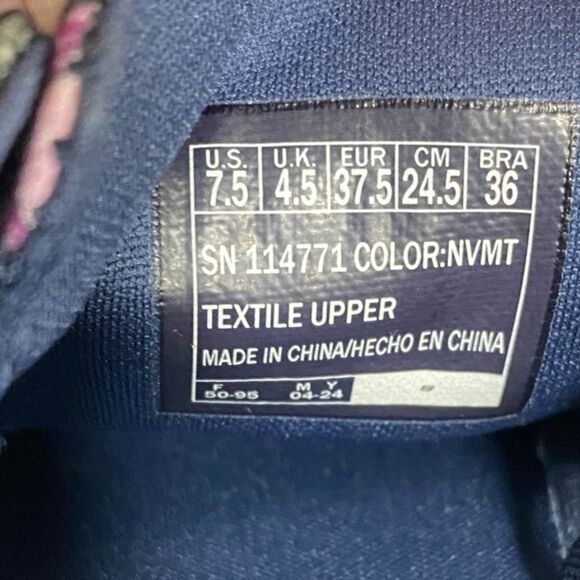 U.S. U.K. EUR CM BRA
7.5 4.5 37.5 24.5 36
SN 114771 COLOR:NVMT
TEXTILE UPPER
MADE IN CHINA/HECHO EN CHINA
F M Y
50-95 04-24